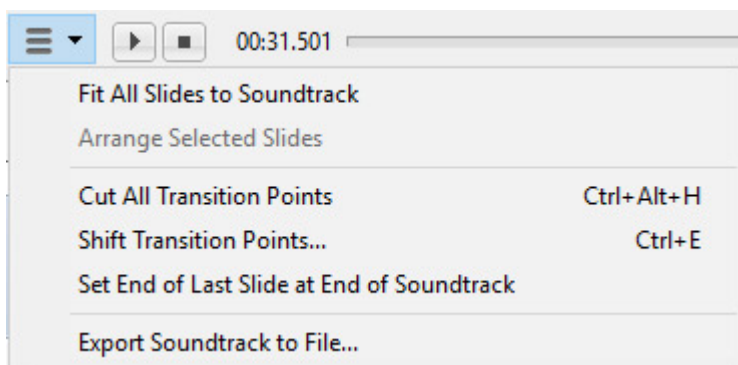 00:31.501
Fit All Slides to Soundtrack
Arrange Selected Slides
Cut All Transition Points Ctrl+Alt+H
Shift Transition Points... Ctrl+E
Set End of Last Slide at End of Soundtrack
Export Soundtrack to File...